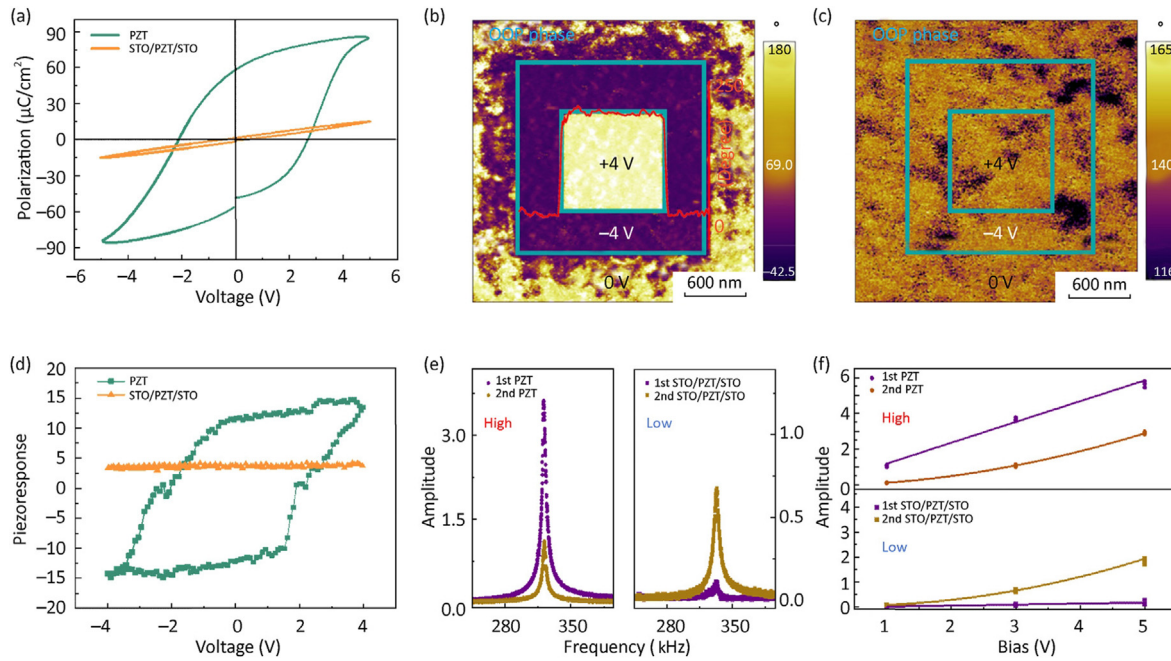 (a)
90
60
30
0
−30
−60
−90
−6
−4
−2
0
2
4
6
Polarization (µC/cm²)
Voltage (V)
PZT
STO/PZT/STO
(b)
OOP phase
+4 V
−4 V
0 V
600 nm
°
180
69.0
−42.5
(c)
OOP phase
+4 V
−4 V
0 V
600 nm
°
165
140
116
(d)
20
15
10
5
0
−5
−10
−15
−20
−4
−2
0
2
4
Piezoresponse
Voltage (V)
PZT
STO/PZT/STO
(e)
1st PZT
2nd PZT
High
3.0
1.5
0.0
Amplitude
280
350
1st STO/PZT/STO
2nd STO/PZT/STO
Low
1.0
0.5
0.0
280
350
Frequency ( kHz)
(f)
6
4
2
0
1st PZT
2nd PZT
High
4
3
2
1
0
1st STO/PZT/STO
2nd STO/PZT/STO
Low
Amplitude
1
2
3
4
5
Bias (V)